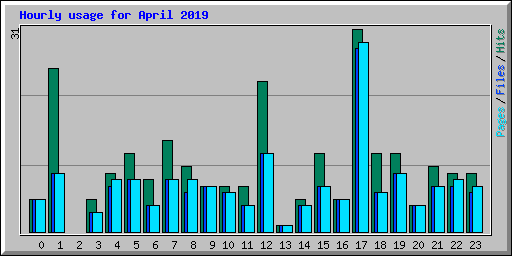 Hourly usage for April 2019
31
Pages / Files / Hits
0 1 2 3 4 5 6 7 8 9 10 11 12 13 14 15 16 17 18 19 20 21 22 23